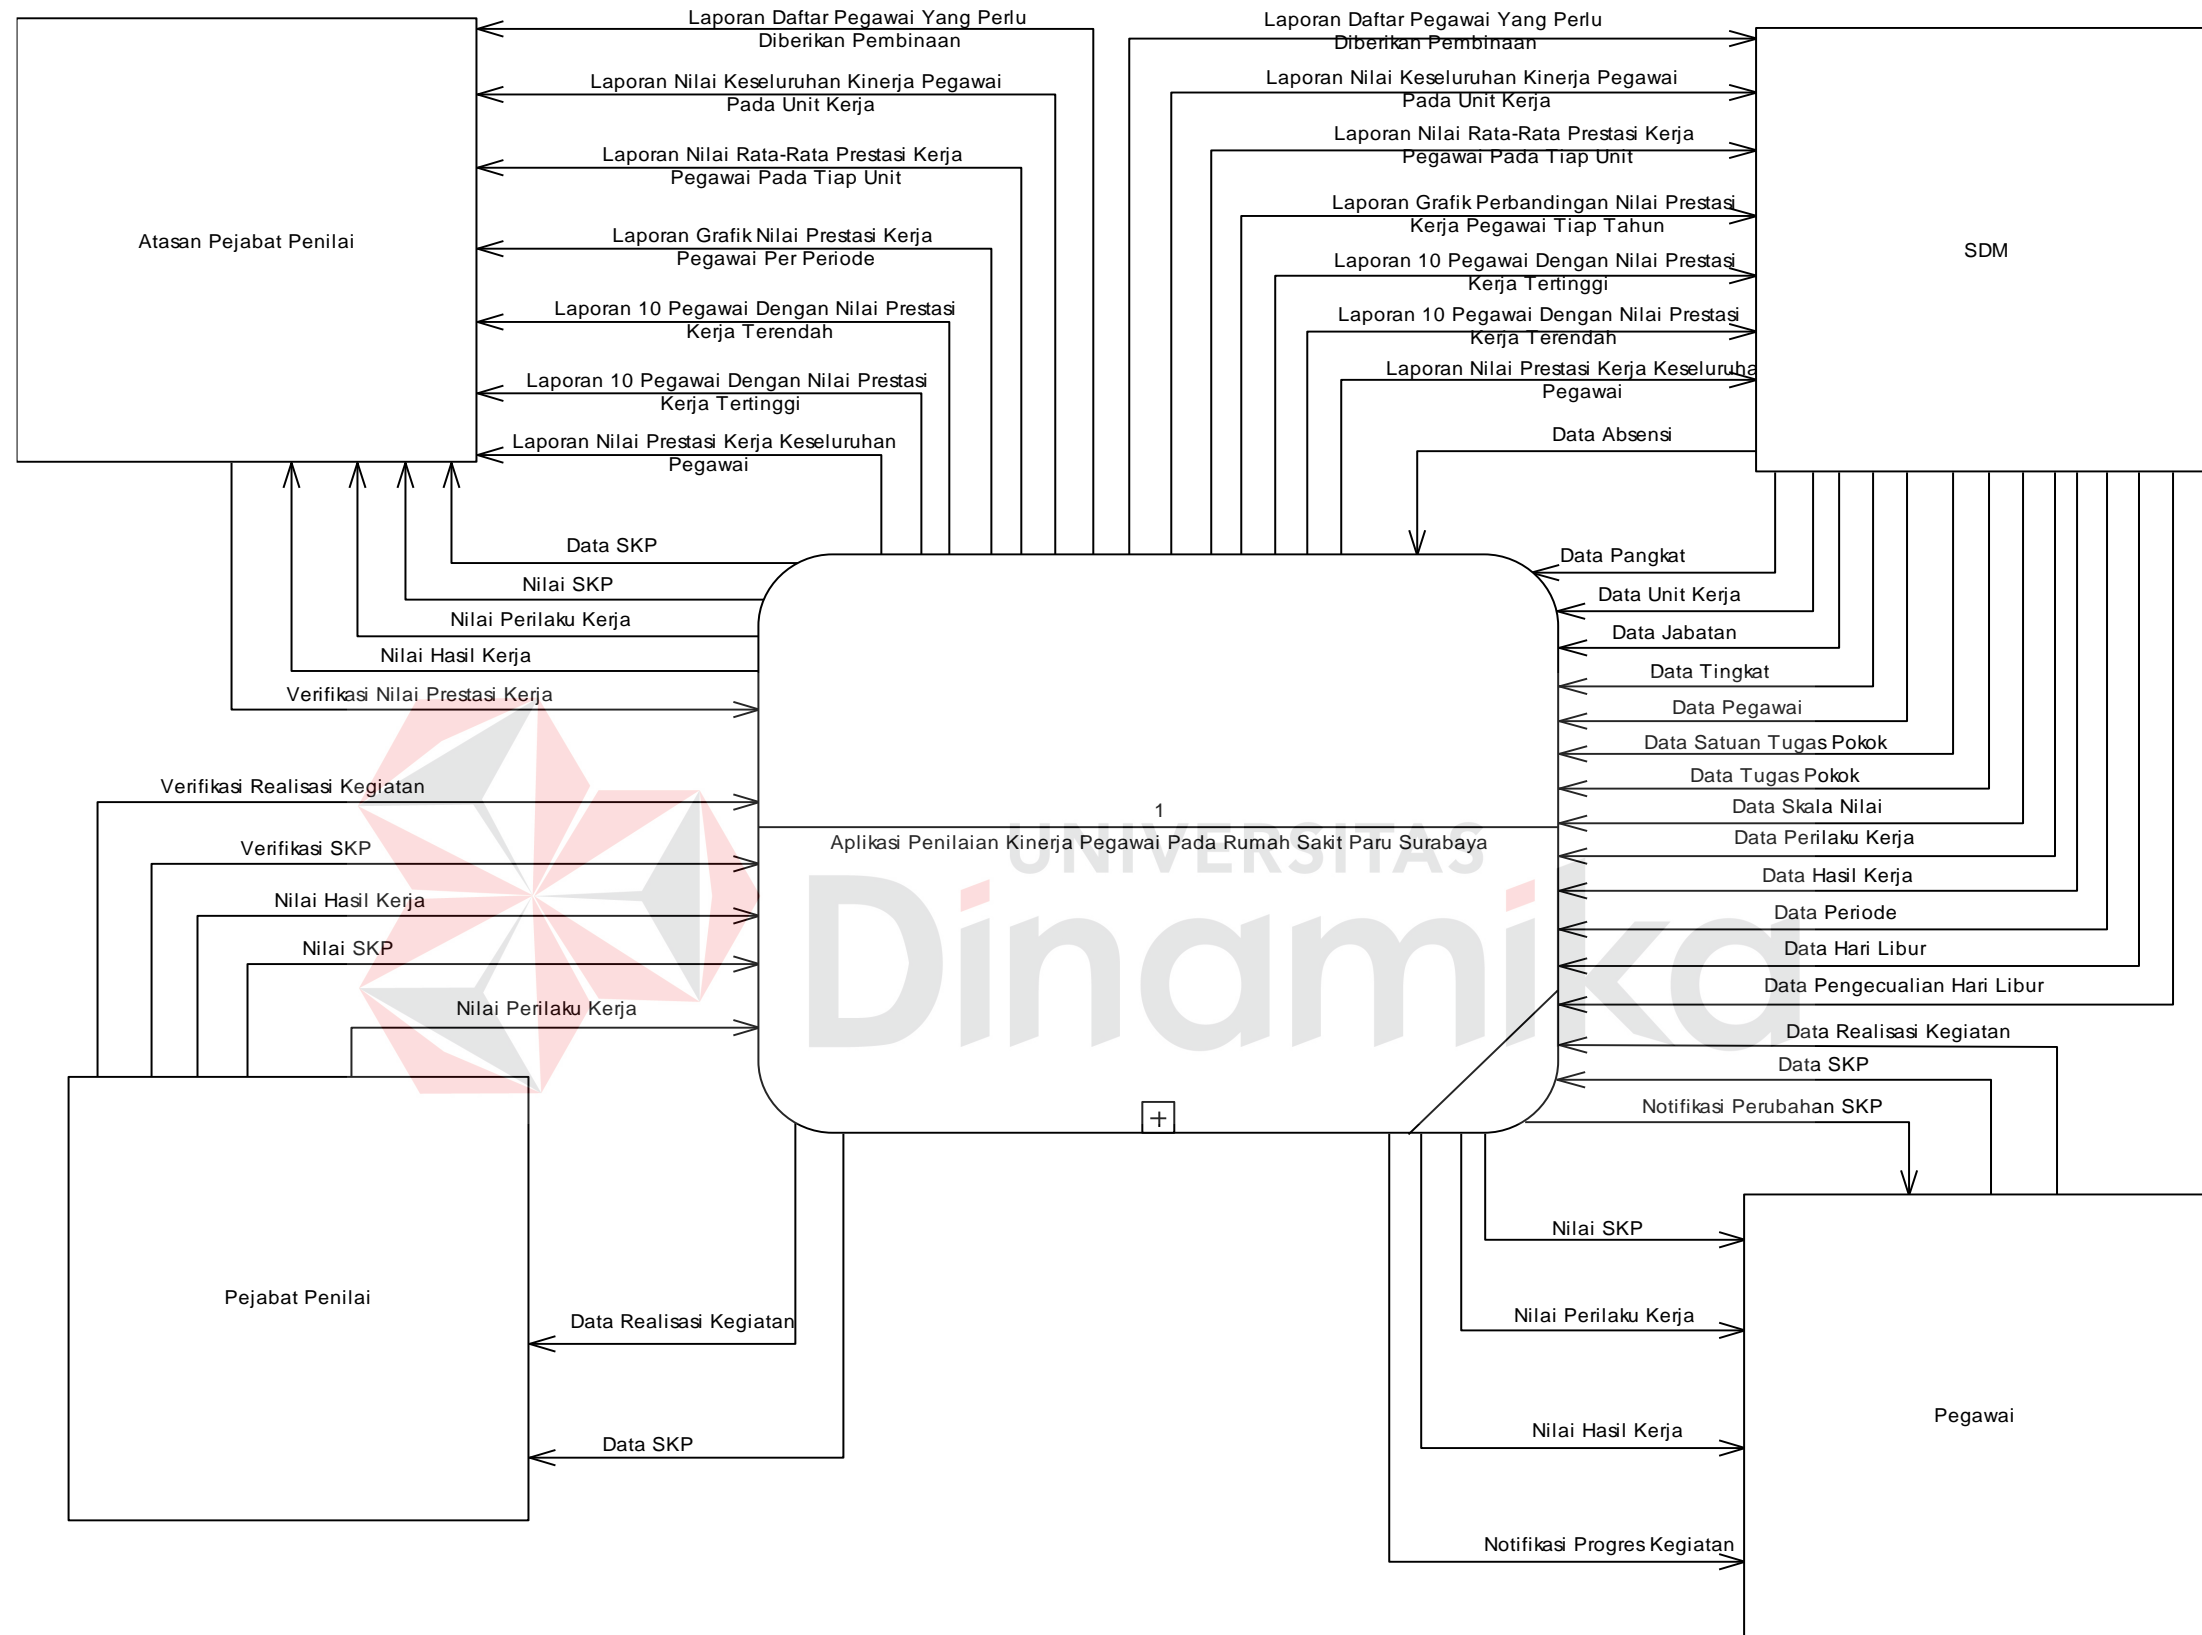 Laporan Daftar Pegawai Yang Perlu
Diberikan Pembinaan
Laporan Nilai Keseluruhan Kinerja Pegawai
Pada Unit Kerja
Laporan Nilai Rata-Rata Prestasi Kerja
Pegawai Pada Tiap Unit
Laporan Grafik Nilai Prestasi Kerja
Pegawai Per Periode
Laporan 10 Pegawai Dengan Nilai Prestasi
Kerja Terendah
Laporan 10 Pegawai Dengan Nilai Prestasi
Kerja Tertinggi
Laporan Nilai Prestasi Kerja Keseluruhan
Pegawai
Atasan Pejabat Penilai
Laporan Daftar Pegawai Yang Perlu
Diberikan Pembinaan
Laporan Nilai Keseluruhan Kinerja Pegawai
Pada Unit Kerja
Laporan Nilai Rata-Rata Prestasi Kerja
Pegawai Pada Tiap Unit
Laporan Grafik Perbandingan Nilai Prestasi
Kerja Pegawai Tiap Tahun
Laporan 10 Pegawai Dengan Nilai Prestasi
Kerja Tertinggi
Laporan 10 Pegawai Dengan Nilai Prestasi
Kerja Terendah
Laporan Nilai Prestasi Kerja Keseluruha
Pegawai
Data Absensi
SDM
Data SKP
Nilai SKP
Nilai Perilaku Kerja
Nilai Hasil Kerja
Verifikasi Nilai Prestasi Kerja
Verifikasi Realisasi Kegiatan
Verifikasi SKP
Nilai Hasil Kerja
Nilai SKP
Nilai Perilaku Kerja
1
Aplikasi Penilaian Kinerja Pegawai Pada Rumah Sakit Paru Surabaya
UNIVERSITAS
Dinamika
Data Pangkat
Data Unit Kerja
Data Jabatan
Data Tingkat
Data Pegawai
Data Satuan Tugas Pokok
Data Tugas Pokok
Data Skala Nilai
Data Perilaku Kerja
Data Hasil Kerja
Data Periode
Data Hari Libur
Data Pengecualian Hari Libur
Data Realisasi Kegiatan
Data SKP
Notifikasi Perubahan SKP
Pejabat Penilai
Data Realisasi Kegiatan
Data SKP
Nilai SKP
Nilai Perilaku Kerja
Nilai Hasil Kerja
Notifikasi Progres Kegiatan
Pegawai